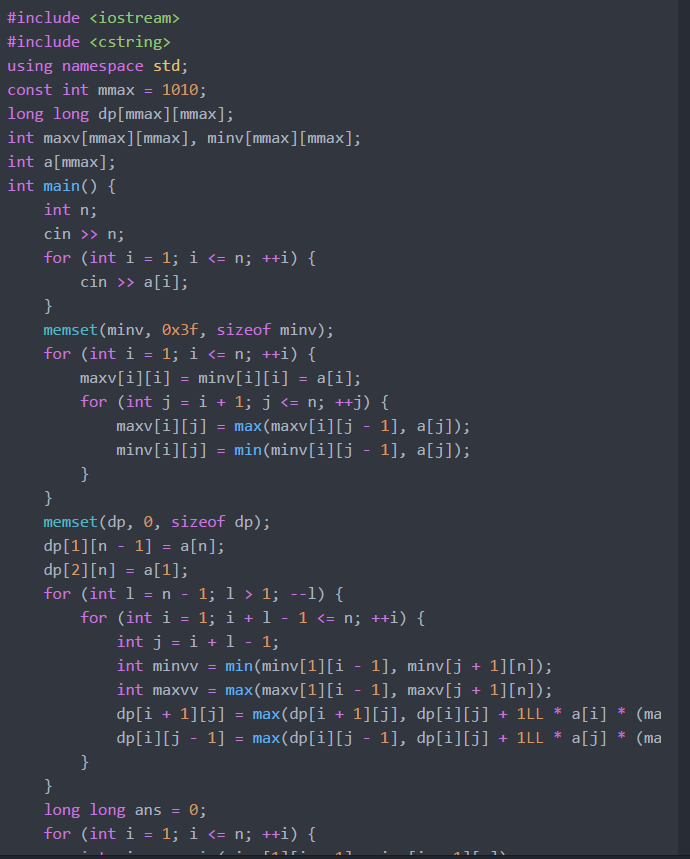 #include <iostream>
#include <cstring>
using namespace std;
const int mmax = 1010;
long long dp[mmax][mmax];
int maxv[mmax][mmax], minv[mmax][mmax];
int a[mmax];
int main() {
    int n;
    cin >> n;
    for (int i = 1; i <= n; ++i) {
        cin >> a[i];
    }
    memset(minv, 0x3f, sizeof minv);
    for (int i = 1; i <= n; ++i) {
        maxv[i][i] = minv[i][i] = a[i];
        for (int j = i + 1; j <= n; ++j) {
            maxv[i][j] = max(maxv[i][j - 1], a[j]);
            minv[i][j] = min(minv[i][j - 1], a[j]);
        }
    }
    memset(dp, 0, sizeof dp);
    dp[1][n - 1] = a[n];
    dp[2][n] = a[1];
    for (int l = n - 1; l > 1; --l) {
        for (int i = 1; i + l - 1 <= n; ++i) {
            int j = i + l - 1;
            int minvv = min(minv[1][i - 1], minv[j + 1][n]);
            int maxvv = max(maxv[1][i - 1], maxv[j + 1][n]);
            dp[i + 1][j] = max(dp[i + 1][j], dp[i][j] + 1LL * a[i] * (ma
            dp[i][j - 1] = max(dp[i][j - 1], dp[i][j] + 1LL * a[j] * (ma
        }
    }
    long long ans = 0;
    for (int i = 1; i <= n; ++i) {